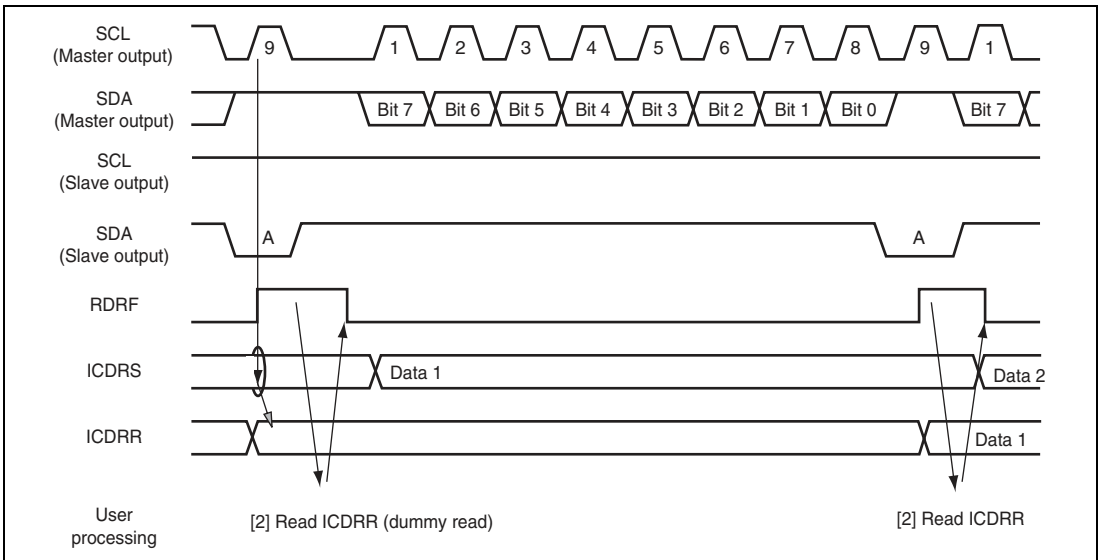 SCL
(Master output)
9 1 2 3 4 5 6 7 8 9 1
SDA
(Master output)
Bit 7 Bit 6 Bit 5 Bit 4 Bit 3 Bit 2 Bit 1 Bit 0 Bit 7
SCL
(Slave output)
SDA
(Slave output)
A A
RDRF
ICDRS
Data 1 Data 2
ICDRR
Data 1
User
processing
[2] Read ICDRR (dummy read) [2] Read ICDRR